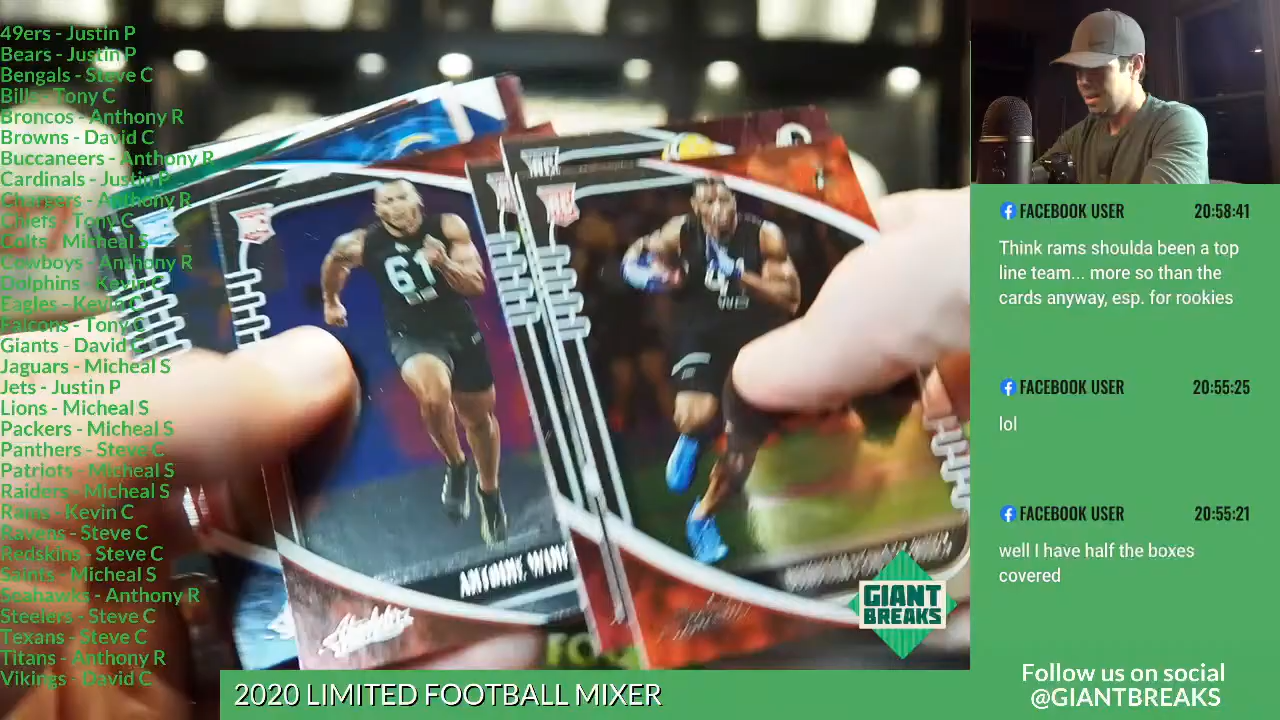 49ers - Justin P
Bears - Justin P
Bengals - Steve C
Bills - Tony C
Broncos - Anthony R
Browns - David C
Buccaneers - Anthony R
Cardinals - Justin P
Chargers - Anthony R
Chiefs - Tony C
Colts - Micheal S
Cowboys - Anthony R
Dolphins - Kevin C
Eagles - Kevin C
Falcons - Tony C
Giants - David C
Jaguars - Micheal S
Jets - Justin P
Lions - Micheal S
Packers - Micheal S
Panthers - Steve C
Patriots - Micheal S
Raiders - Micheal S
Rams - Kevin C
Ravens - Steve C
Redskins - Steve C
Saints - Micheal S
Seahawks - Anthony R
Steelers - Steve C
Texans - Steve C
Titans - Anthony R
Vikings - David C
61
ANTOINE
Absolute
GIANT
BREAKS
2020 LIMITED FOOTBALL MIXER
FACEBOOK USER 20:58:41
Think rams shoulda been a top
line team... more so than the
cards anyway, esp. for rookies
FACEBOOK USER 20:55:25
lol
FACEBOOK USER 20:55:21
well I have half the boxes
covered
Follow us on social
@GIANTBREAKS